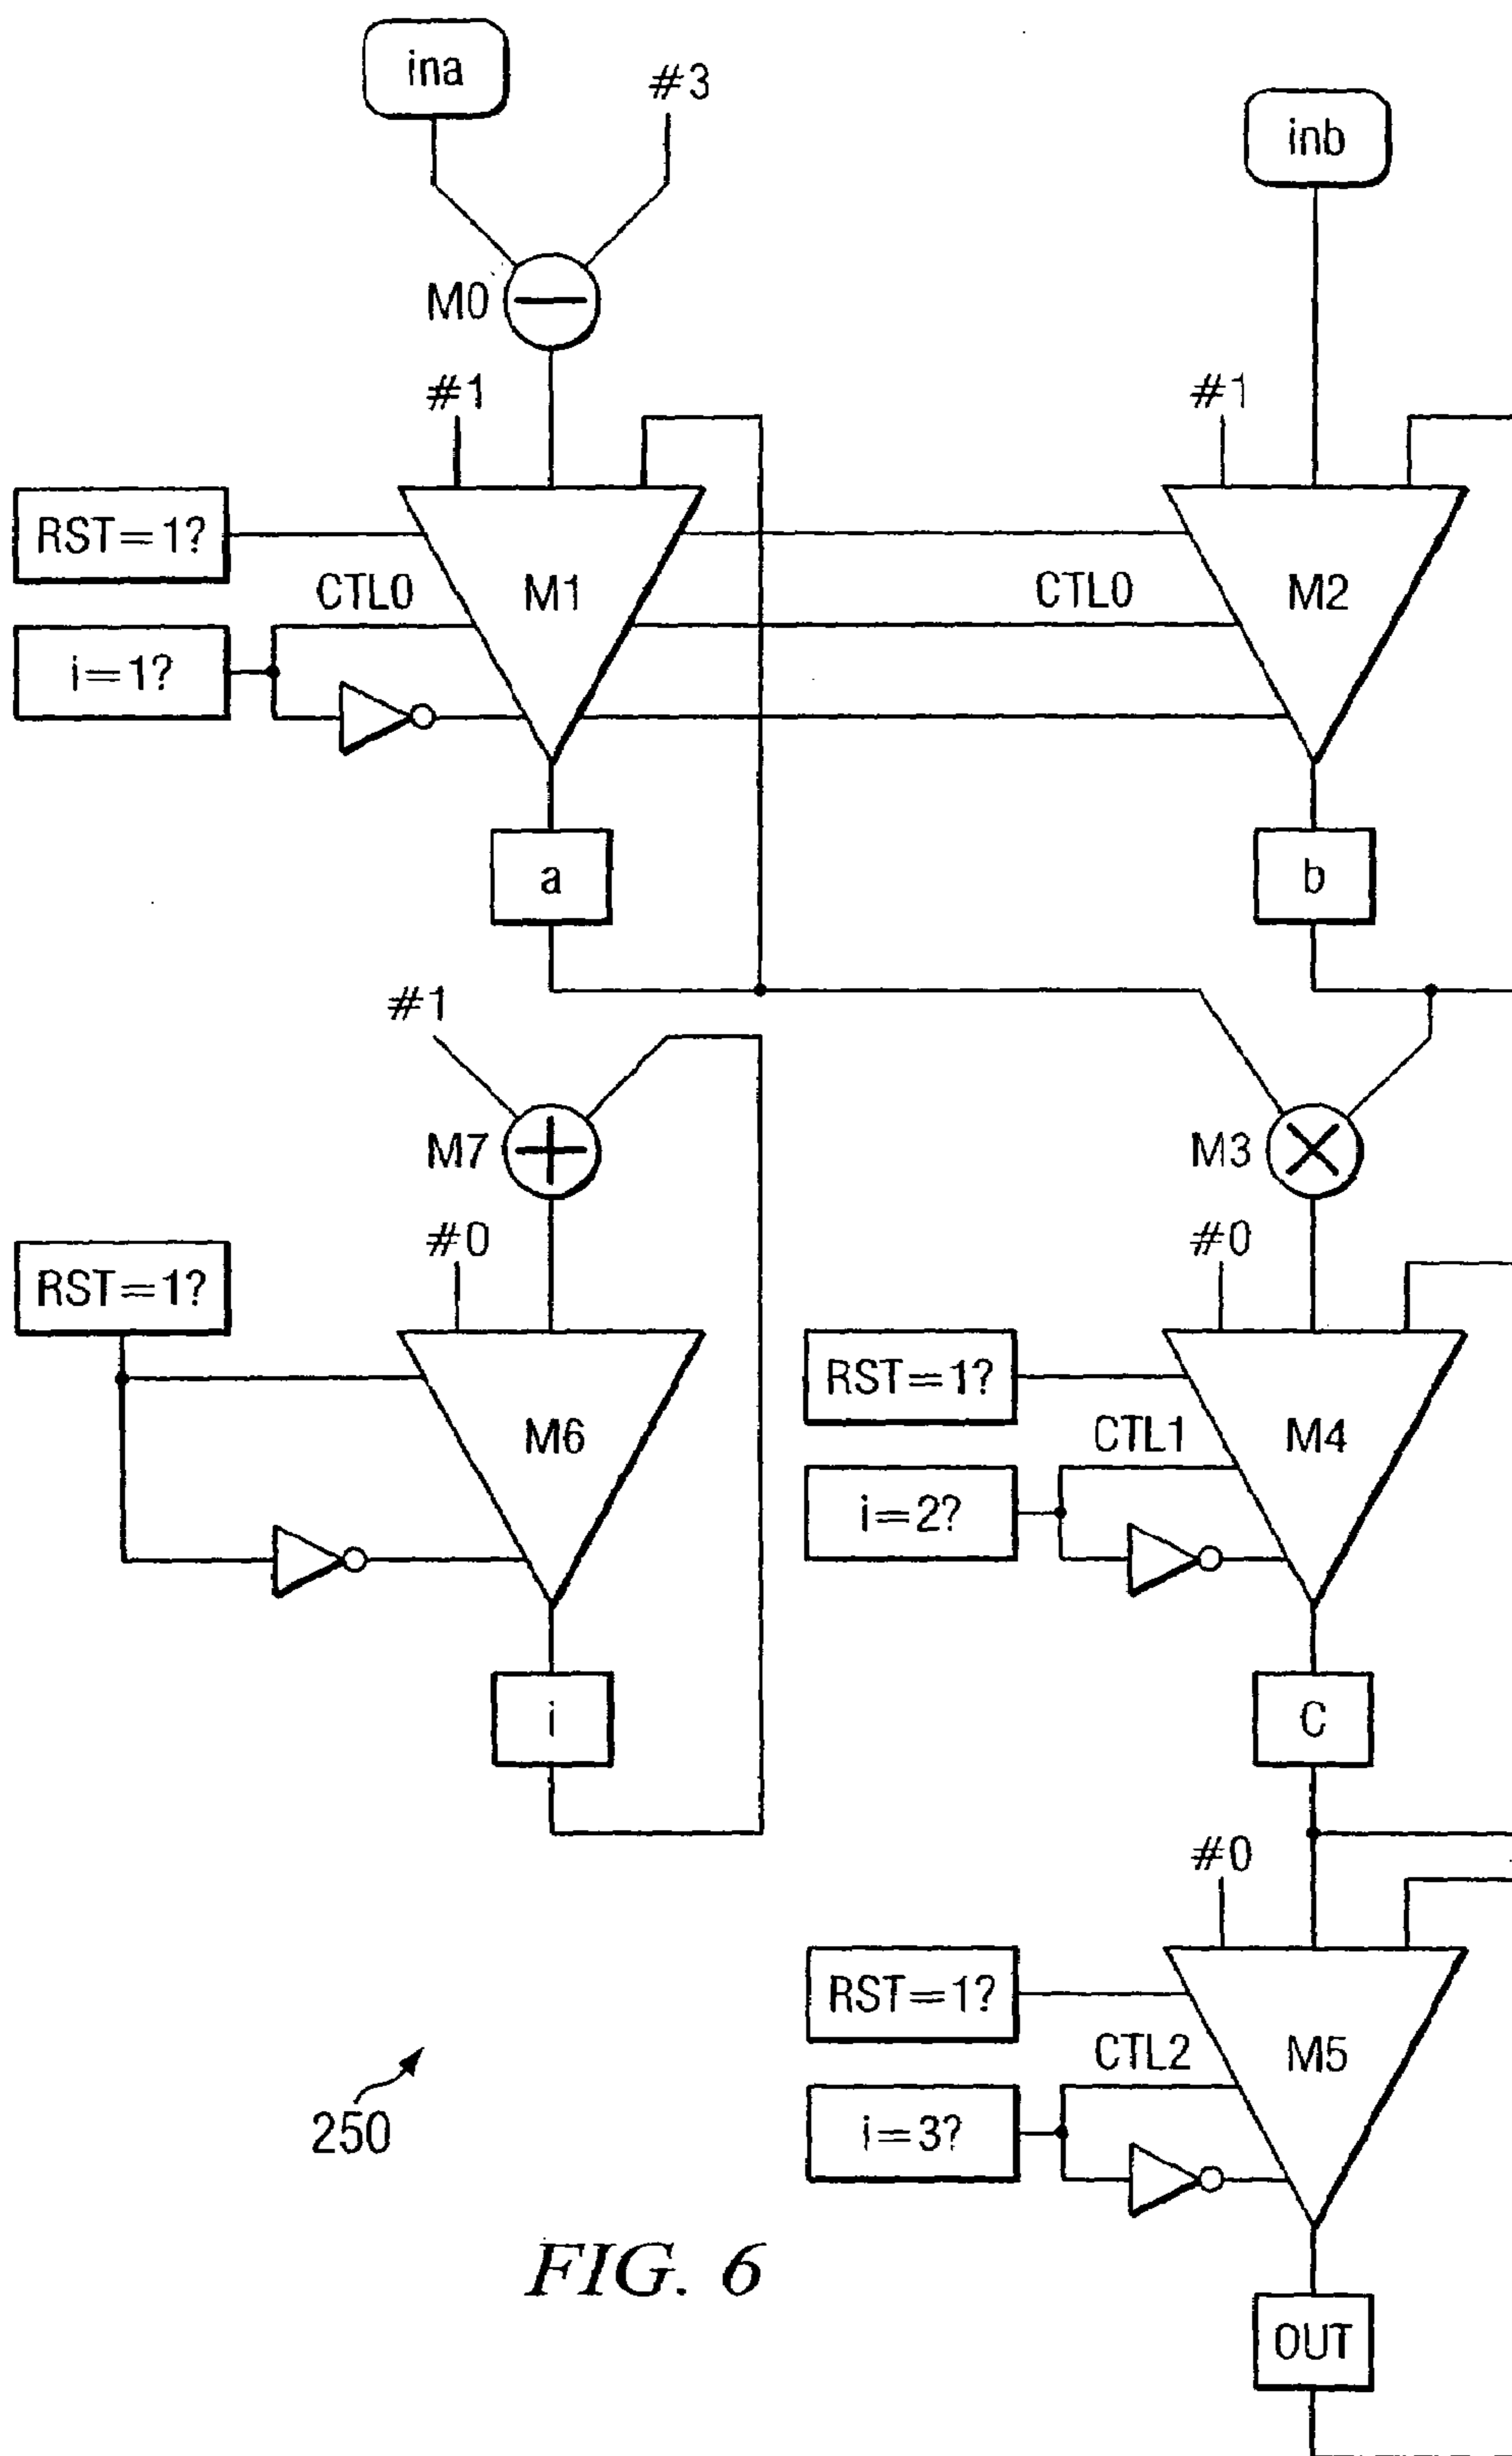 ina
#3
inb
M0
#1
#1
RST=1?
CTL0
M1
CTL0
M2
i=1?
a
b
#1
M7
M3
#0
#0
RST=1?
RST=1?
M6
CTL1
M4
i=2?
i
C
#0
RST=1?
CTL2
M5
250
i=3?
FIG. 6
OUT